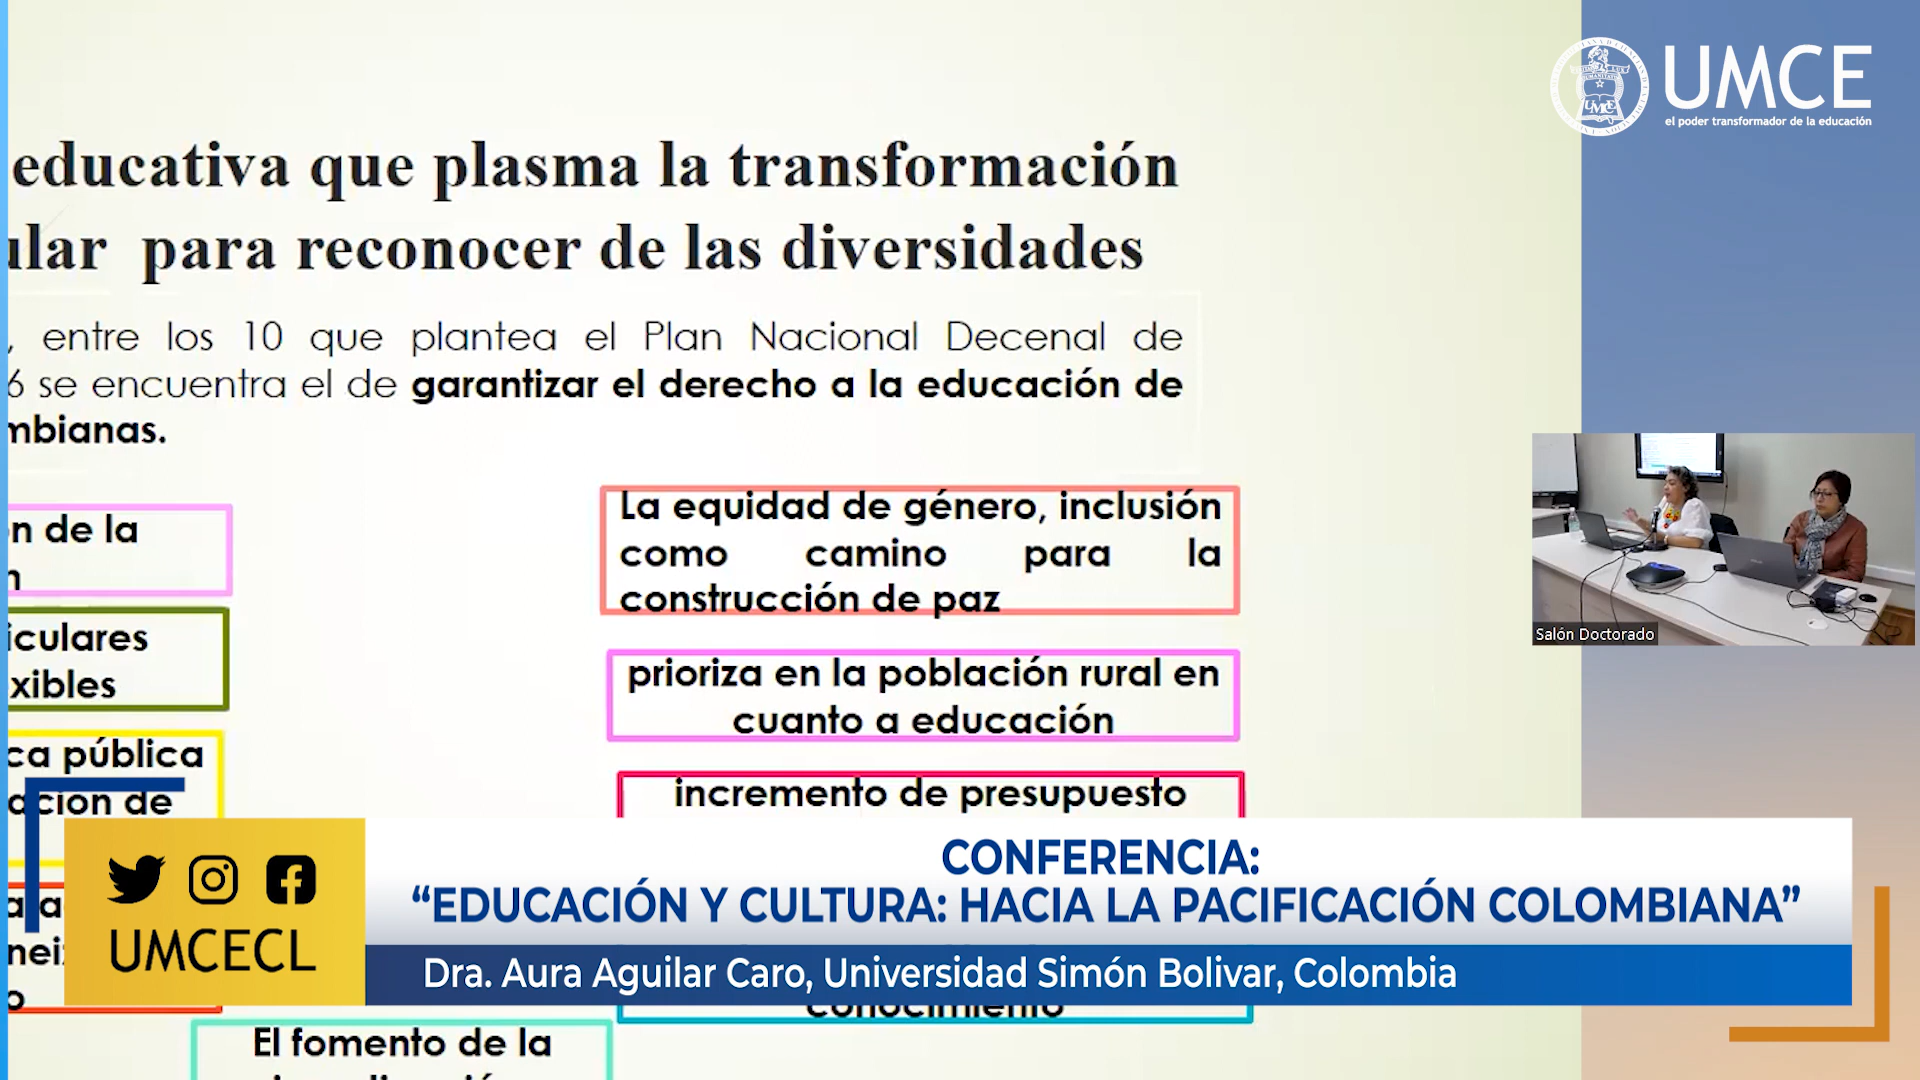 UMCE
el poder transformador de la educación
educativa que plasma la transformación
para reconocer de las diversidades
entre los 10 que plantea el Plan Nacional Decenal de
6 se encuentra el de garantizar el derecho a la educación de
mbianas.
n de la
n
iculares
xibles
ca pública
ación de
o
La equidad de género, inclusión
como camino para la
construcción de paz
prioriza en la población rural en
cuanto a educación
incremento de presupuesto
conocimiento
El fomento de la
Salón Doctorado
UMCECL
CONFERENCIA:
“EDUCACIÓN Y CULTURA: HACIA LA PACIFICACIÓN COLOMBIANA”
Dra. Aura Aguilar Caro, Universidad Simón Bolivar, Colombia